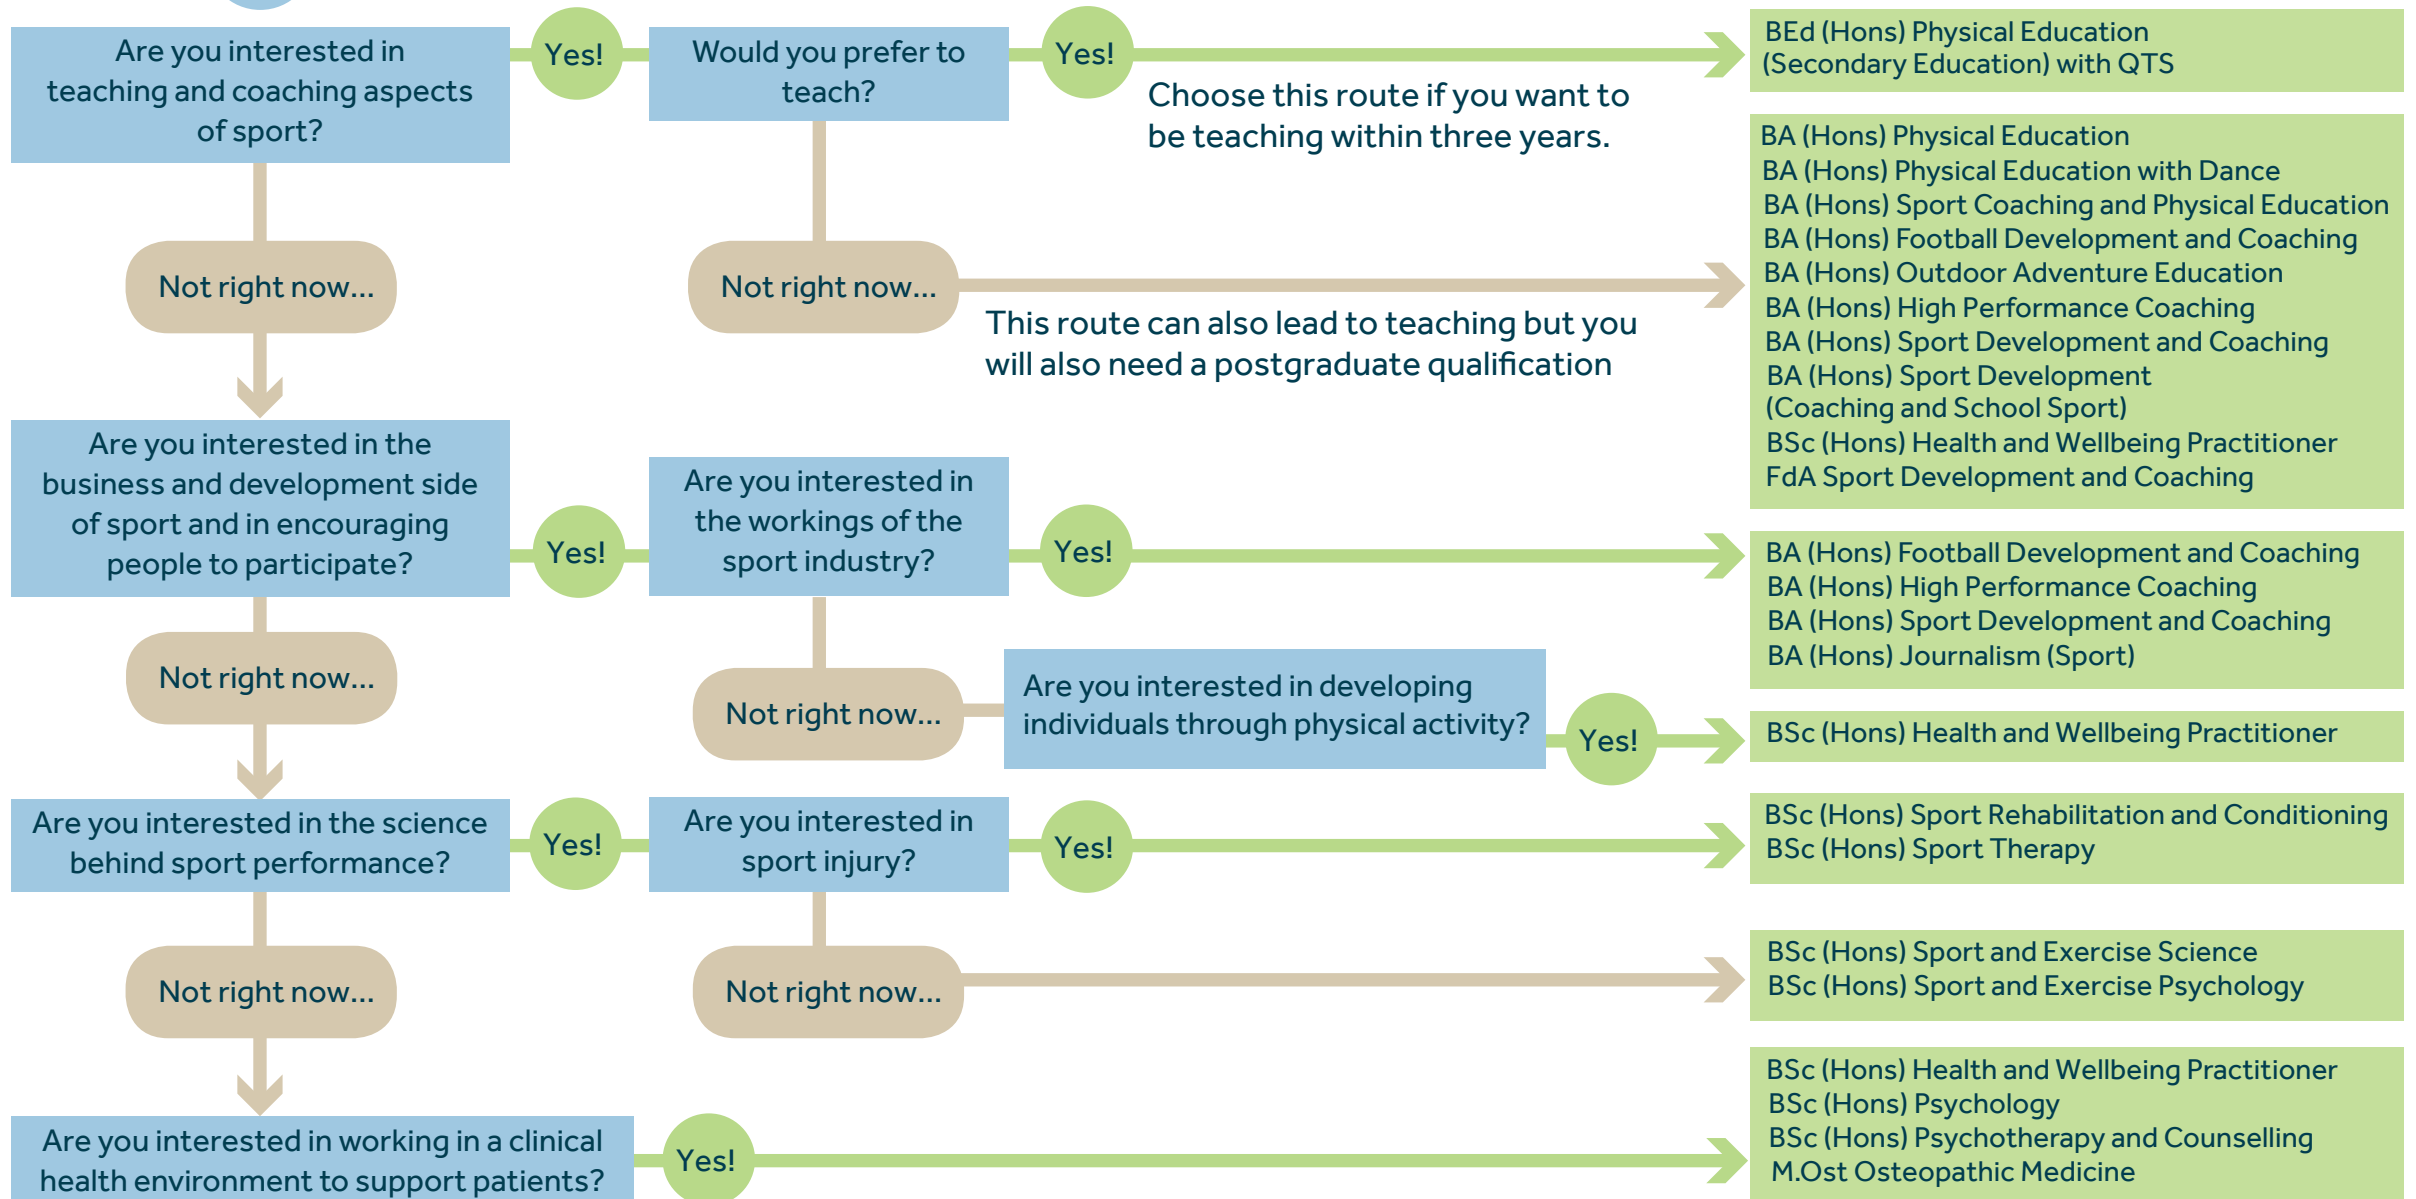 Are you interested in
teaching and coaching aspects
of sport?
Yes!
Would you prefer to
teach?
Yes!
Choose this route if you want to
be teaching within three years.
BEd (Hons) Physical Education
(Secondary Education) with QTS
Not right now...
Not right now...
This route can also lead to teaching but you
will also need a postgraduate qualification
BA (Hons) Physical Education
BA (Hons) Physical Education with Dance
BA (Hons) Sport Coaching and Physical Education
BA (Hons) Football Development and Coaching
BA (Hons) Outdoor Adventure Education
BA (Hons) High Performance Coaching
BA (Hons) Sport Development and Coaching
BA (Hons) Sport Development
(Coaching and School Sport)
BSc (Hons) Health and Wellbeing Practitioner
FdA Sport Development and Coaching
Are you interested in the
business and development side
of sport and in encouraging
people to participate?
Yes!
Are you interested in
the workings of the
sport industry?
Yes!
BA (Hons) Football Development and Coaching
BA (Hons) High Performance Coaching
BA (Hons) Sport Development and Coaching
BA (Hons) Journalism (Sport)
Not right now...
Not right now...
Are you interested in developing
individuals through physical activity?
Yes!
BSc (Hons) Health and Wellbeing Practitioner
Are you interested in the science
behind sport performance?
Yes!
Are you interested in
sport injury?
Yes!
BSc (Hons) Sport Rehabilitation and Conditioning
BSc (Hons) Sport Therapy
Not right now...
Not right now...
BSc (Hons) Sport and Exercise Science
BSc (Hons) Sport and Exercise Psychology
Are you interested in working in a clinical
health environment to support patients?
Yes!
BSc (Hons) Health and Wellbeing Practitioner
BSc (Hons) Psychology
BSc (Hons) Psychotherapy and Counselling
M.Ost Osteopathic Medicine